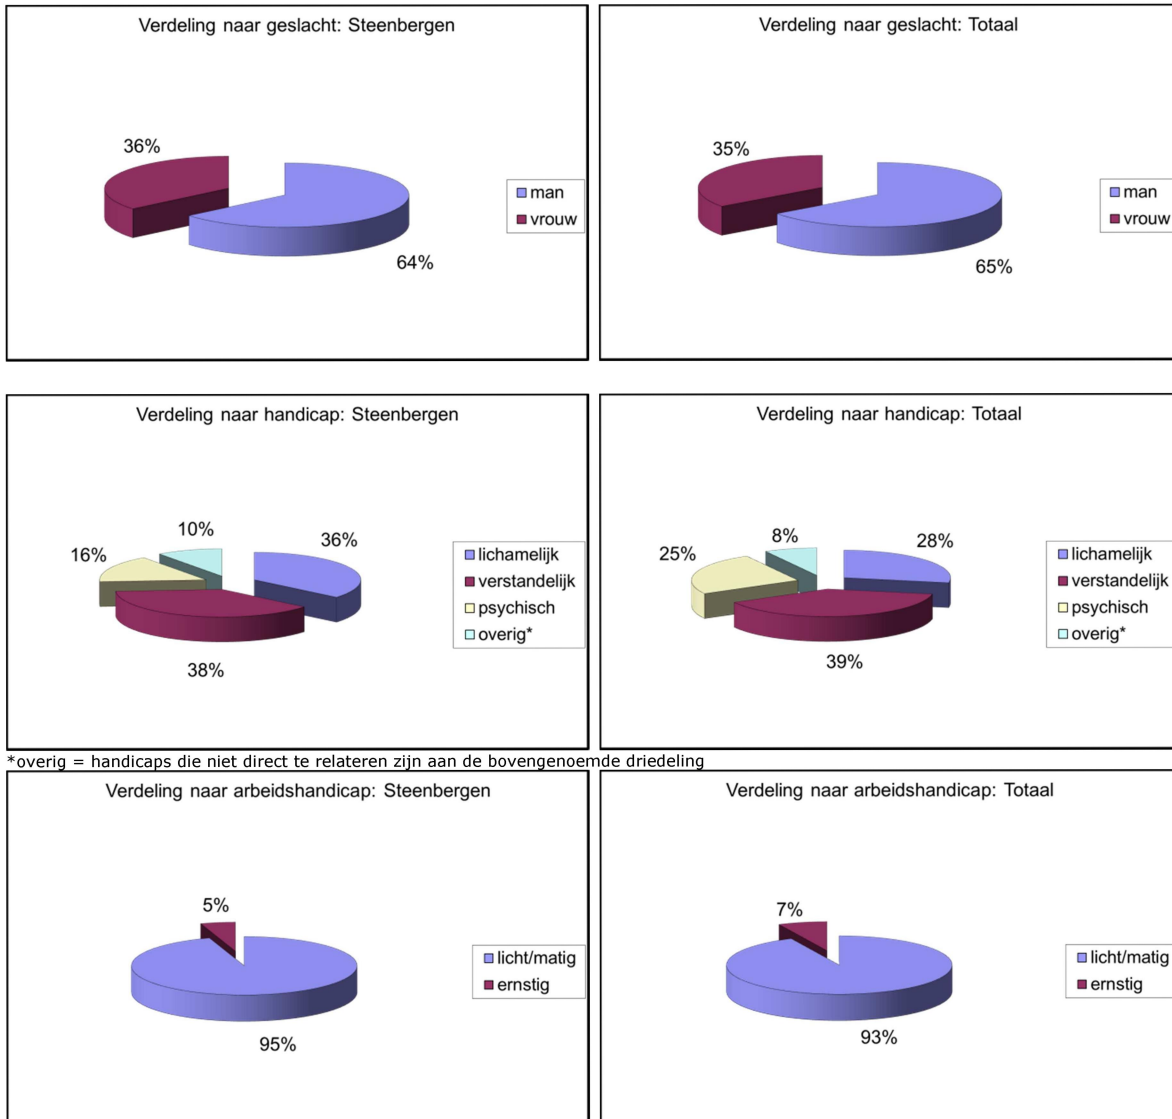 Verdeling naar geslacht: Steenbergen
36%
64%
man
vrouw
Verdeling naar geslacht: Totaal
35%
65%
man
vrouw
Verdeling naar handicap: Steenbergen
10%
16%
36%
38%
lichamelijk
verstandelijk
psychisch
overig*
Verdeling naar handicap: Totaal
8%
25%
28%
39%
lichamelijk
verstandelijk
psychisch
overig*
*overig = handicaps die niet direct te relateren zijn aan de bovengenoemde driedeling
Verdeling naar arbeidshandicap: Steenbergen
5%
95%
licht/matig
ernstig
Verdeling naar arbeidshandicap: Totaal
7%
93%
licht/matig
ernstig